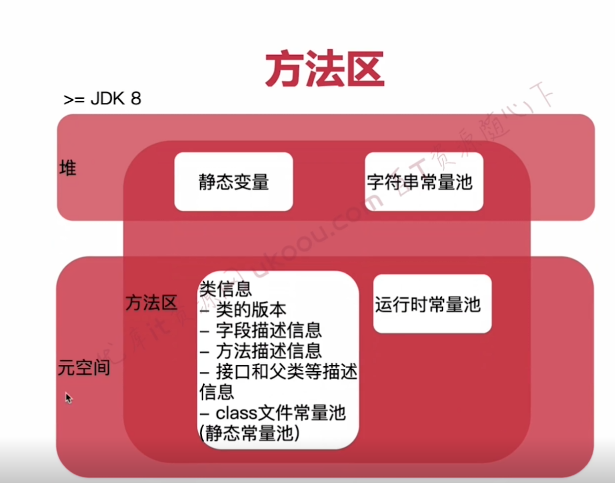 方法区
>= JDK 8
堆
静态变量
字符串常量池
方法区
类信息
– 类的版本
– 字段描述信息
– 方法描述信息
– 接口和父类等描述
信息
– class文件常量池
(静态常量池)
运行时常量池
元空间
ukoou.com